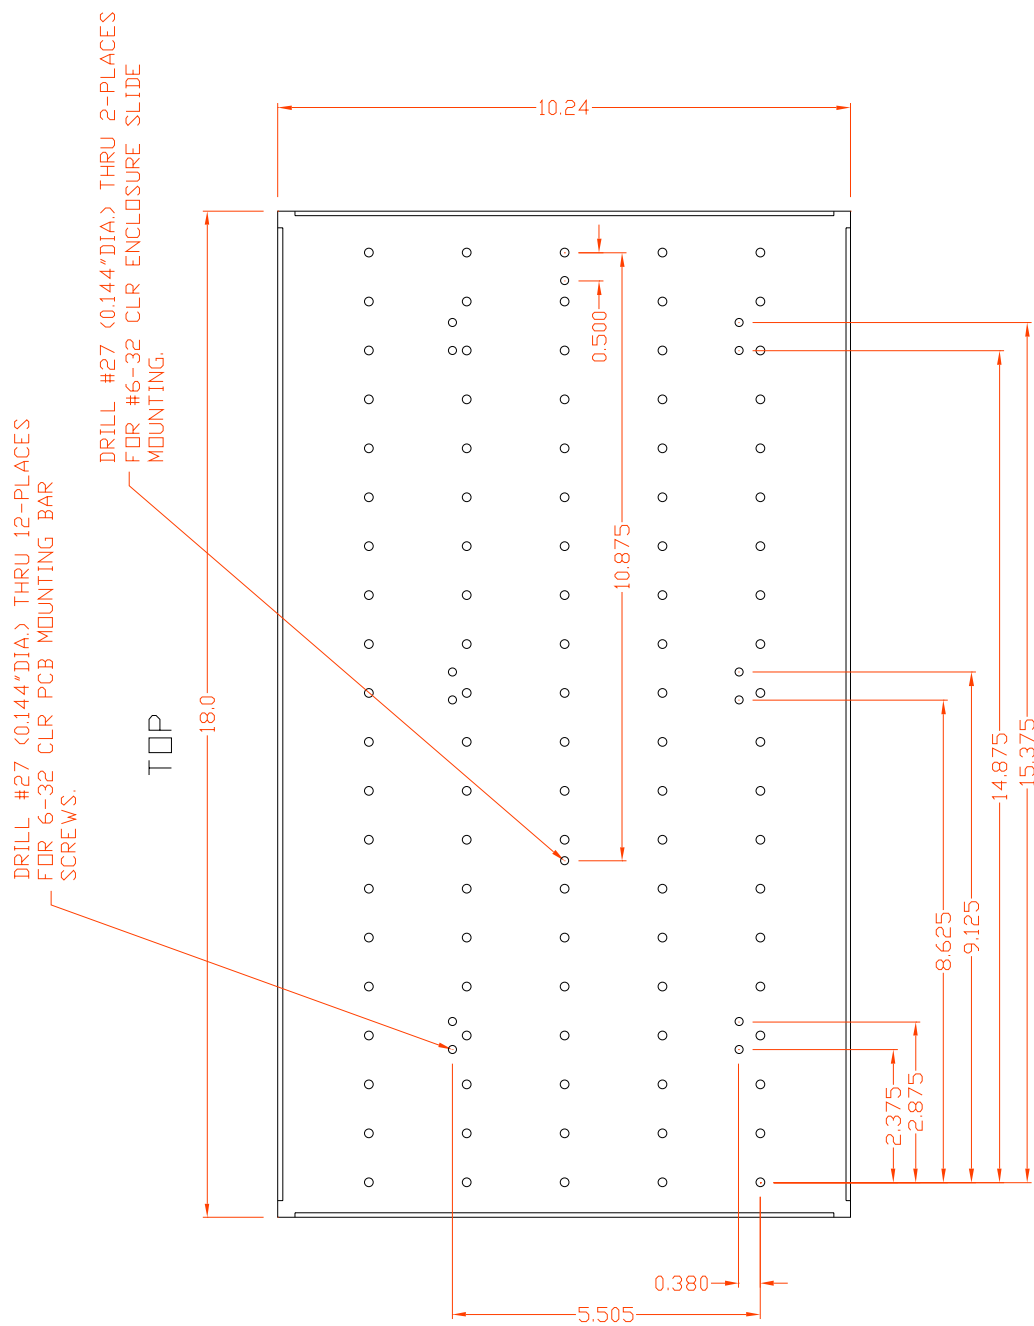 DRILL #27 (0.144"DIA.) THRU 12-PLACES
FOR 6-32 CLR PCB MOUNTING BAR
SCREWS.
DRILL #27 (0.144"DIA.) THRU 2-PLACES
FOR #6-32 CLR ENCLOSURE SLIDE
MOUNTING.
TOP
18.0
10.24
0.500
10.875
8.625
9.125
14.875
15.375
2.375
2.875
0.380
5.505